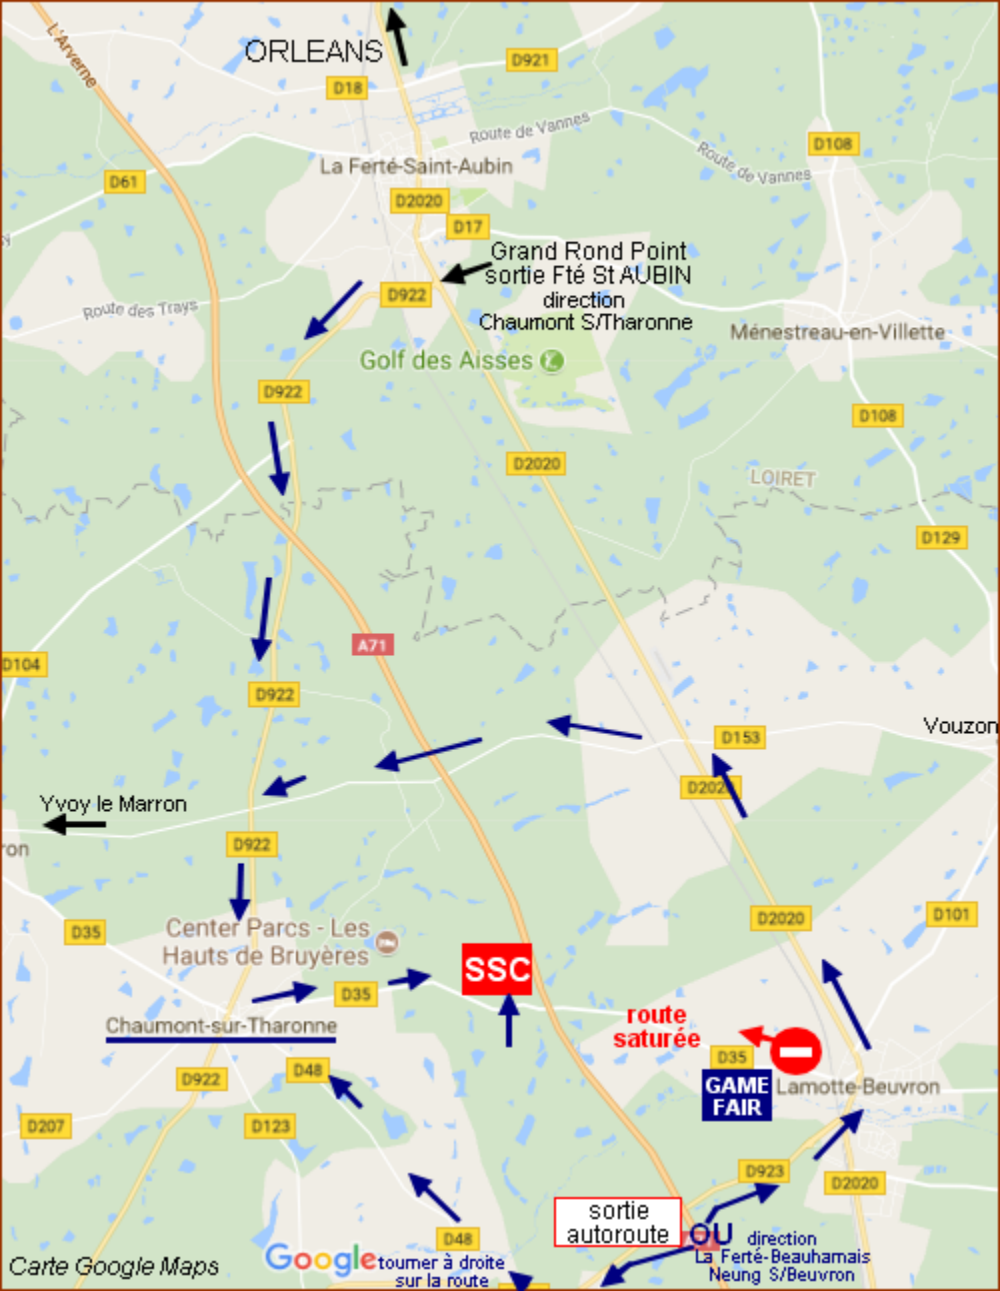 L'Arverne
ORLEANS
D921
D18
Route de Vannes
D108
La Ferté-Saint-Aubin
Route de Vannes
D61
D2020
D17
Grand Rond Point
sortie Fté St AUBIN
direction
Chaumont S/Tharonne
D922
Route des Trays
Ménestreau-en-Villette
Golf des Aisses
D922
D108
D2020
LOIRET
D129
A71
D104
D922
Vouzon
D153
D2020
Yvoy le Marron
ron
D922
D101
D2020
D35
Center Parcs - Les
Hauts de Bruyères
SSC
D35
route
saturée
Chaumont-sur-Tharonne
D35
GAME
FAIR
Lamotte-Beuvron
D922
D48
D207
D123
D923
D2020
sortie
autoroute
OU
direction
La Ferté-Beauharnais
Neung S/Beuvron
D48
Carte Google Maps
Google
tourner à droite
sur la route